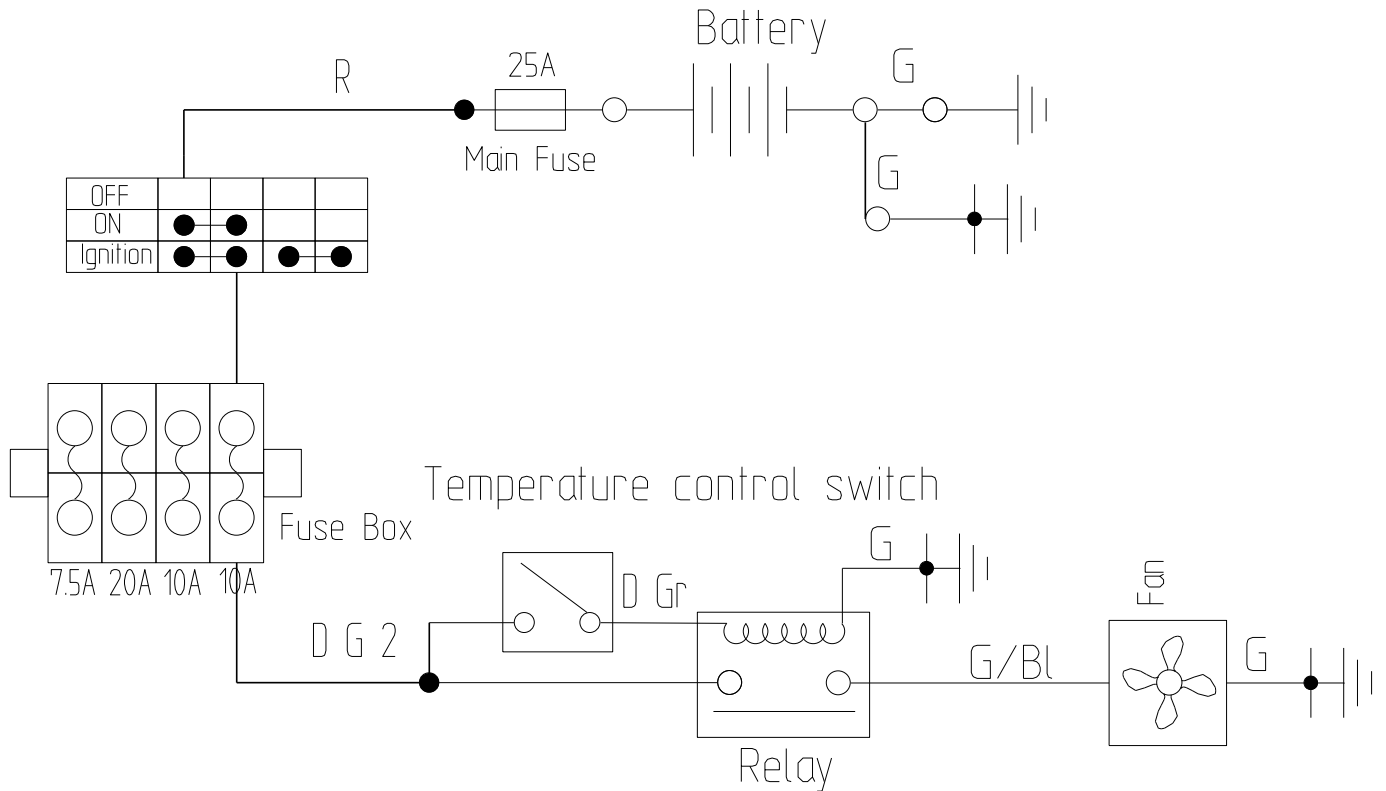 Battery
R
25A
G
Main Fuse
G
OFF
ON
Ignition
Temperature control switch
Fuse Box
7.5A 20A 10A 10A
G
D Gr
Fan
D G 2
G/Bl
G
Relay